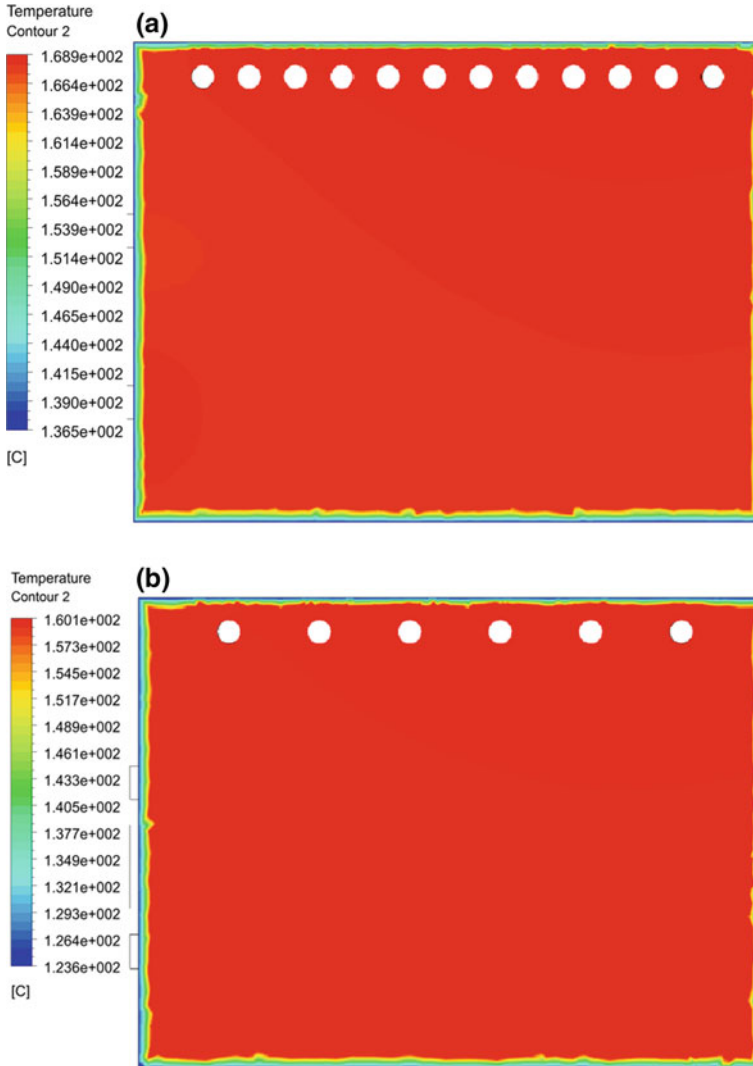 Temperature
Contour 2
(a)
1.689e+002
1.664e+002
1.639e+002
1.614e+002
1.589e+002
1.564e+002
1.539e+002
1.514e+002
1.490e+002
1.465e+002
1.440e+002
1.415e+002
1.390e+002
1.365e+002
[C]
Temperature
Contour 2
(b)
1.601e+002
1.573e+002
1.545e+002
1.517e+002
1.489e+002
1.461e+002
1.433e+002
1.405e+002
1.377e+002
1.349e+002
1.321e+002
1.293e+002
1.264e+002
1.236e+002
[C]